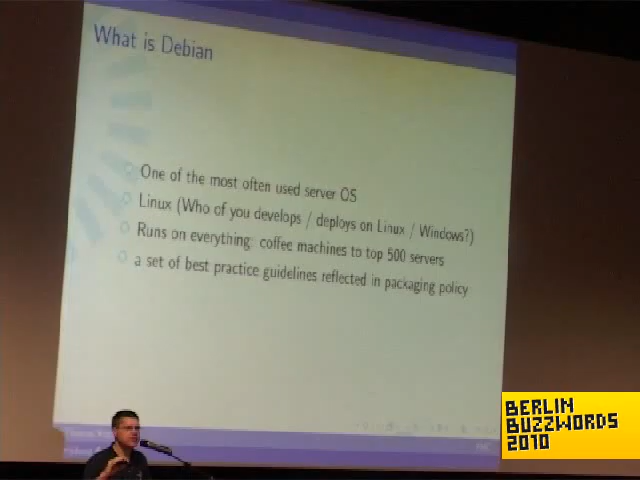 What is Debian
One of the most often used server OS
Linux (Who of you develops / deploys on Linux / Windows?)
Runs on everything: coffee machines to top 500 servers
a set of best practice guidelines reflected in packaging policy
BERLIN
BUZZWORDS
2010